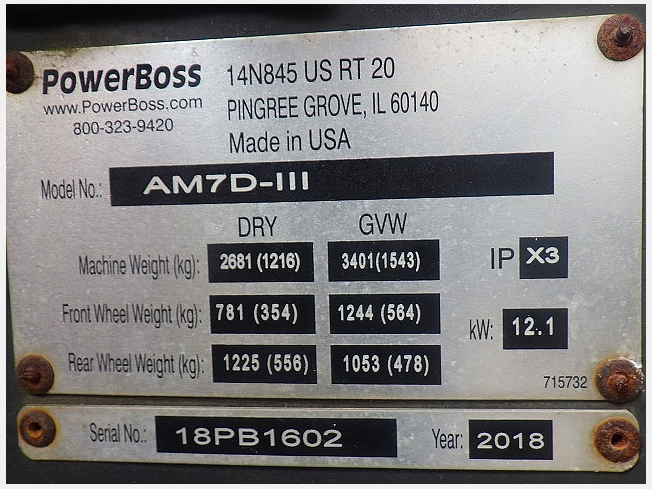 PowerBoss
www.PowerBoss.com
800-323-9420
14N845 US RT 20
PINGREE GROVE, IL 60140
Made in USA
Model No.: AM7D-III
DRY GVW
Machine Weight (kg): 2681 (1216) 3401(1543) IP X3
Front Wheel Weight (kg): 781 (354) 1244 (564) kW: 12.1
Rear Wheel Weight (kg): 1225 (556) 1053 (478)
715732
Serial No.: 18PB1602 Year: 2018